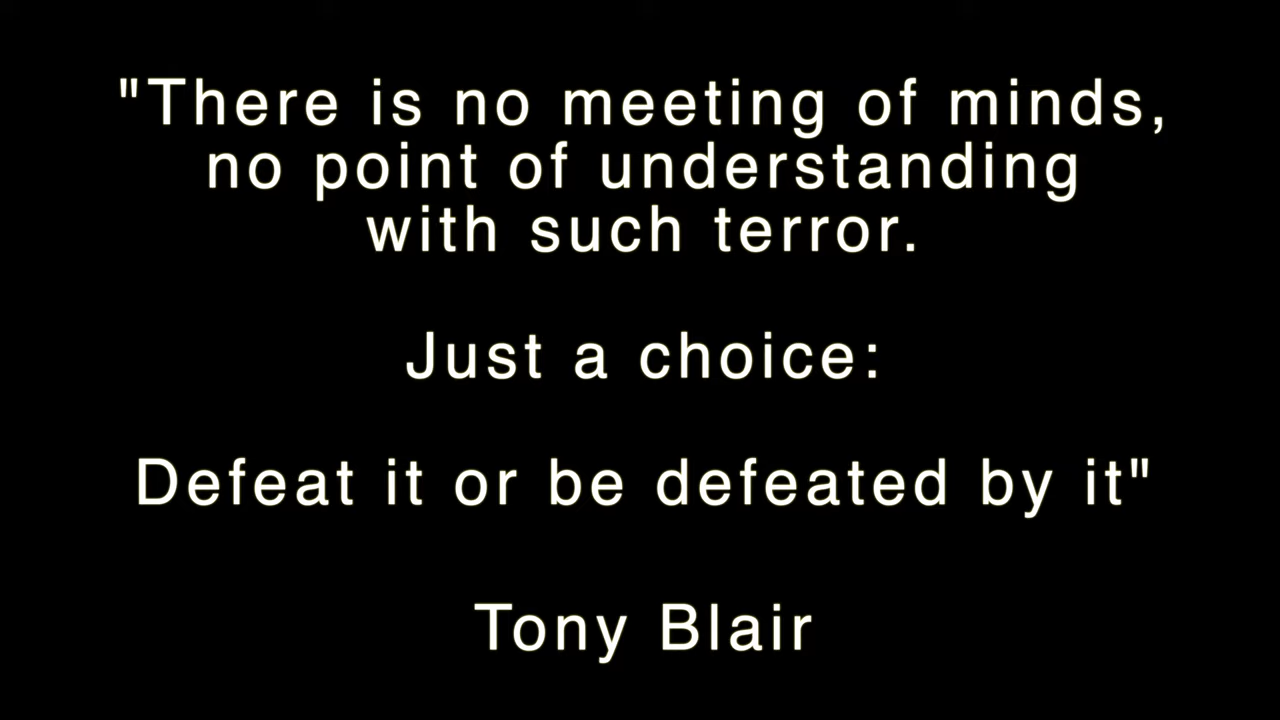 "There is no meeting of minds,
no point of understanding
with such terror.
Just a choice:
Defeat it or be defeated by it"
Tony Blair